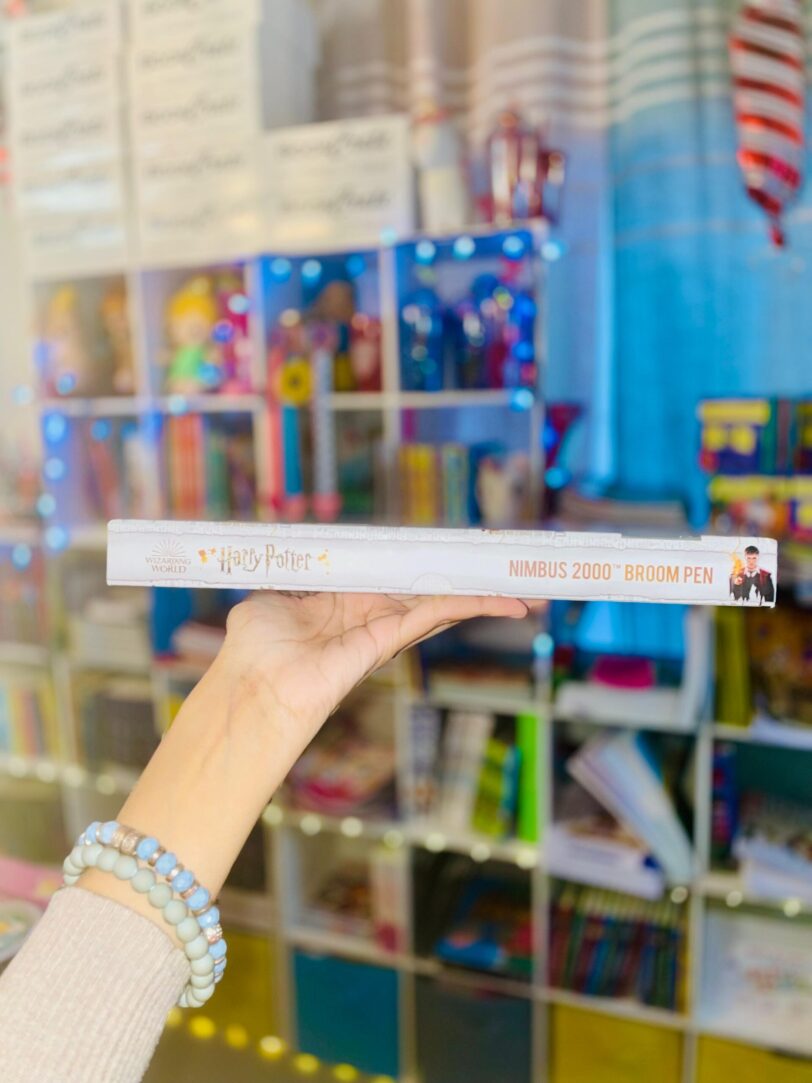 WIZARDING
WORLD
Harry Potter
NIMBUS 2000™ BROOM PEN